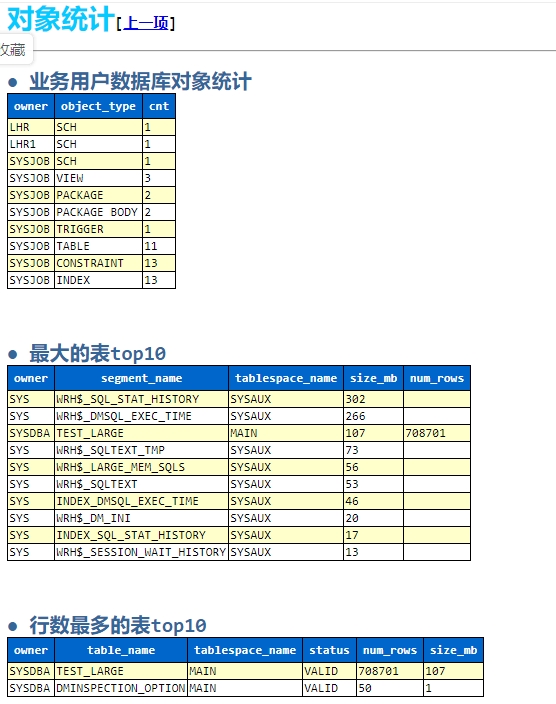 对象统计[上一项]
收藏
● 业务用户数据库对象统计
owner object_type cnt
LHR SCH 1
LHR1 SCH 1
SYSJOB SCH 1
SYSJOB VIEW 3
SYSJOB PACKAGE 2
SYSJOB PACKAGE BODY 2
SYSJOB TRIGGER 1
SYSJOB TABLE 11
SYSJOB CONSTRAINT 13
SYSJOB INDEX 13
● 最大的表top10
owner segment_name tablespace_name size_mb num_rows
SYS WRH$_SQL_STAT_HISTORY SYSAUX 302
SYS WRH$_DMSQL_EXEC_TIME SYSAUX 266
SYSDBA TEST_LARGE MAIN 107 708701
SYS WRH$_SQLTEXT_TMP SYSAUX 73
SYS WRH$_LARGE_MEM_SQLS SYSAUX 56
SYS WRH$_SQLTEXT SYSAUX 53
SYS INDEX_DMSQL_EXEC_TIME SYSAUX 46
SYS WRH$_DM_INI SYSAUX 20
SYS INDEX_SQL_STAT_HISTORY SYSAUX 17
SYS WRH$_SESSION_WAIT_HISTORY SYSAUX 13
● 行数最多的表top10
owner table_name tablespace_name status num_rows size_mb
SYSDBA TEST_LARGE MAIN VALID 708701 107
SYSDBA DMINSPECTION_OPTION MAIN VALID 50 1